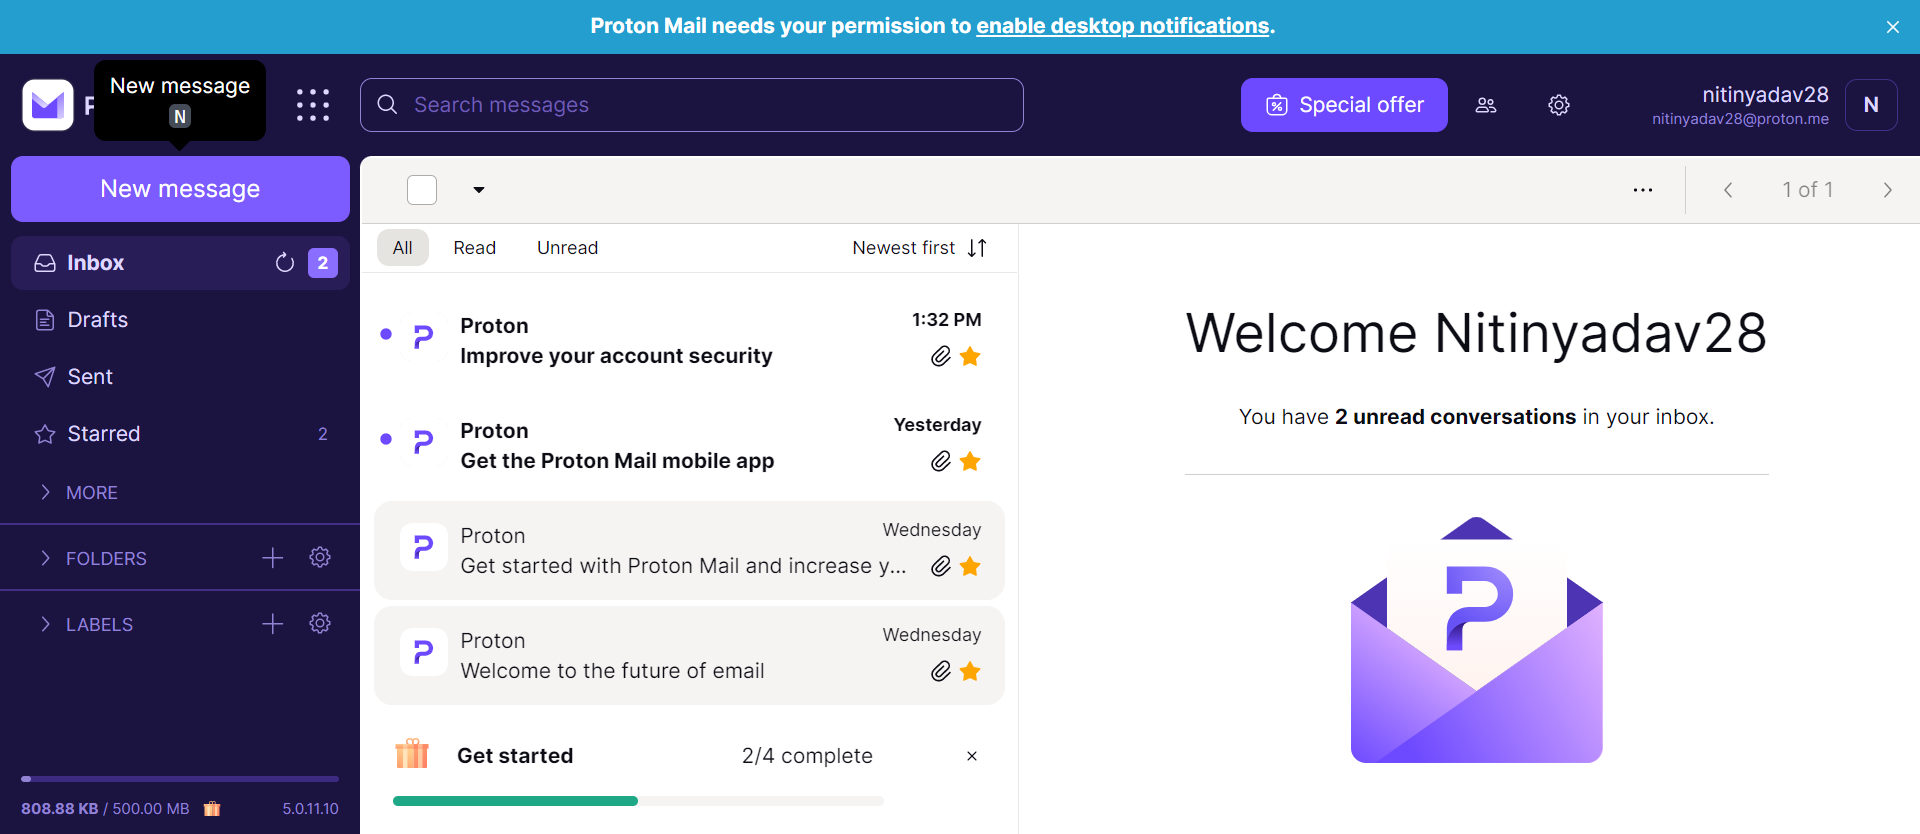 Proton Mail needs your permission to enable desktop notifications.
New message
N
Search messages
Special offer
nitinyadav28
nitinyadav28@proton.me
N
New message
1 of 1
Inbox
2
Drafts
Sent
Starred
2
MORE
FOLDERS
LABELS
808.88 KB / 500.00 MB
5.0.11.10
All
Read
Unread
Newest first
Proton
1:32 PM
Improve your account security
Proton
Yesterday
Get the Proton Mail mobile app
Proton
Wednesday
Get started with Proton Mail and increase y...
Proton
Wednesday
Welcome to the future of email
Get started
2/4 complete
Welcome Nitinyadav28
You have 2 unread conversations in your inbox.